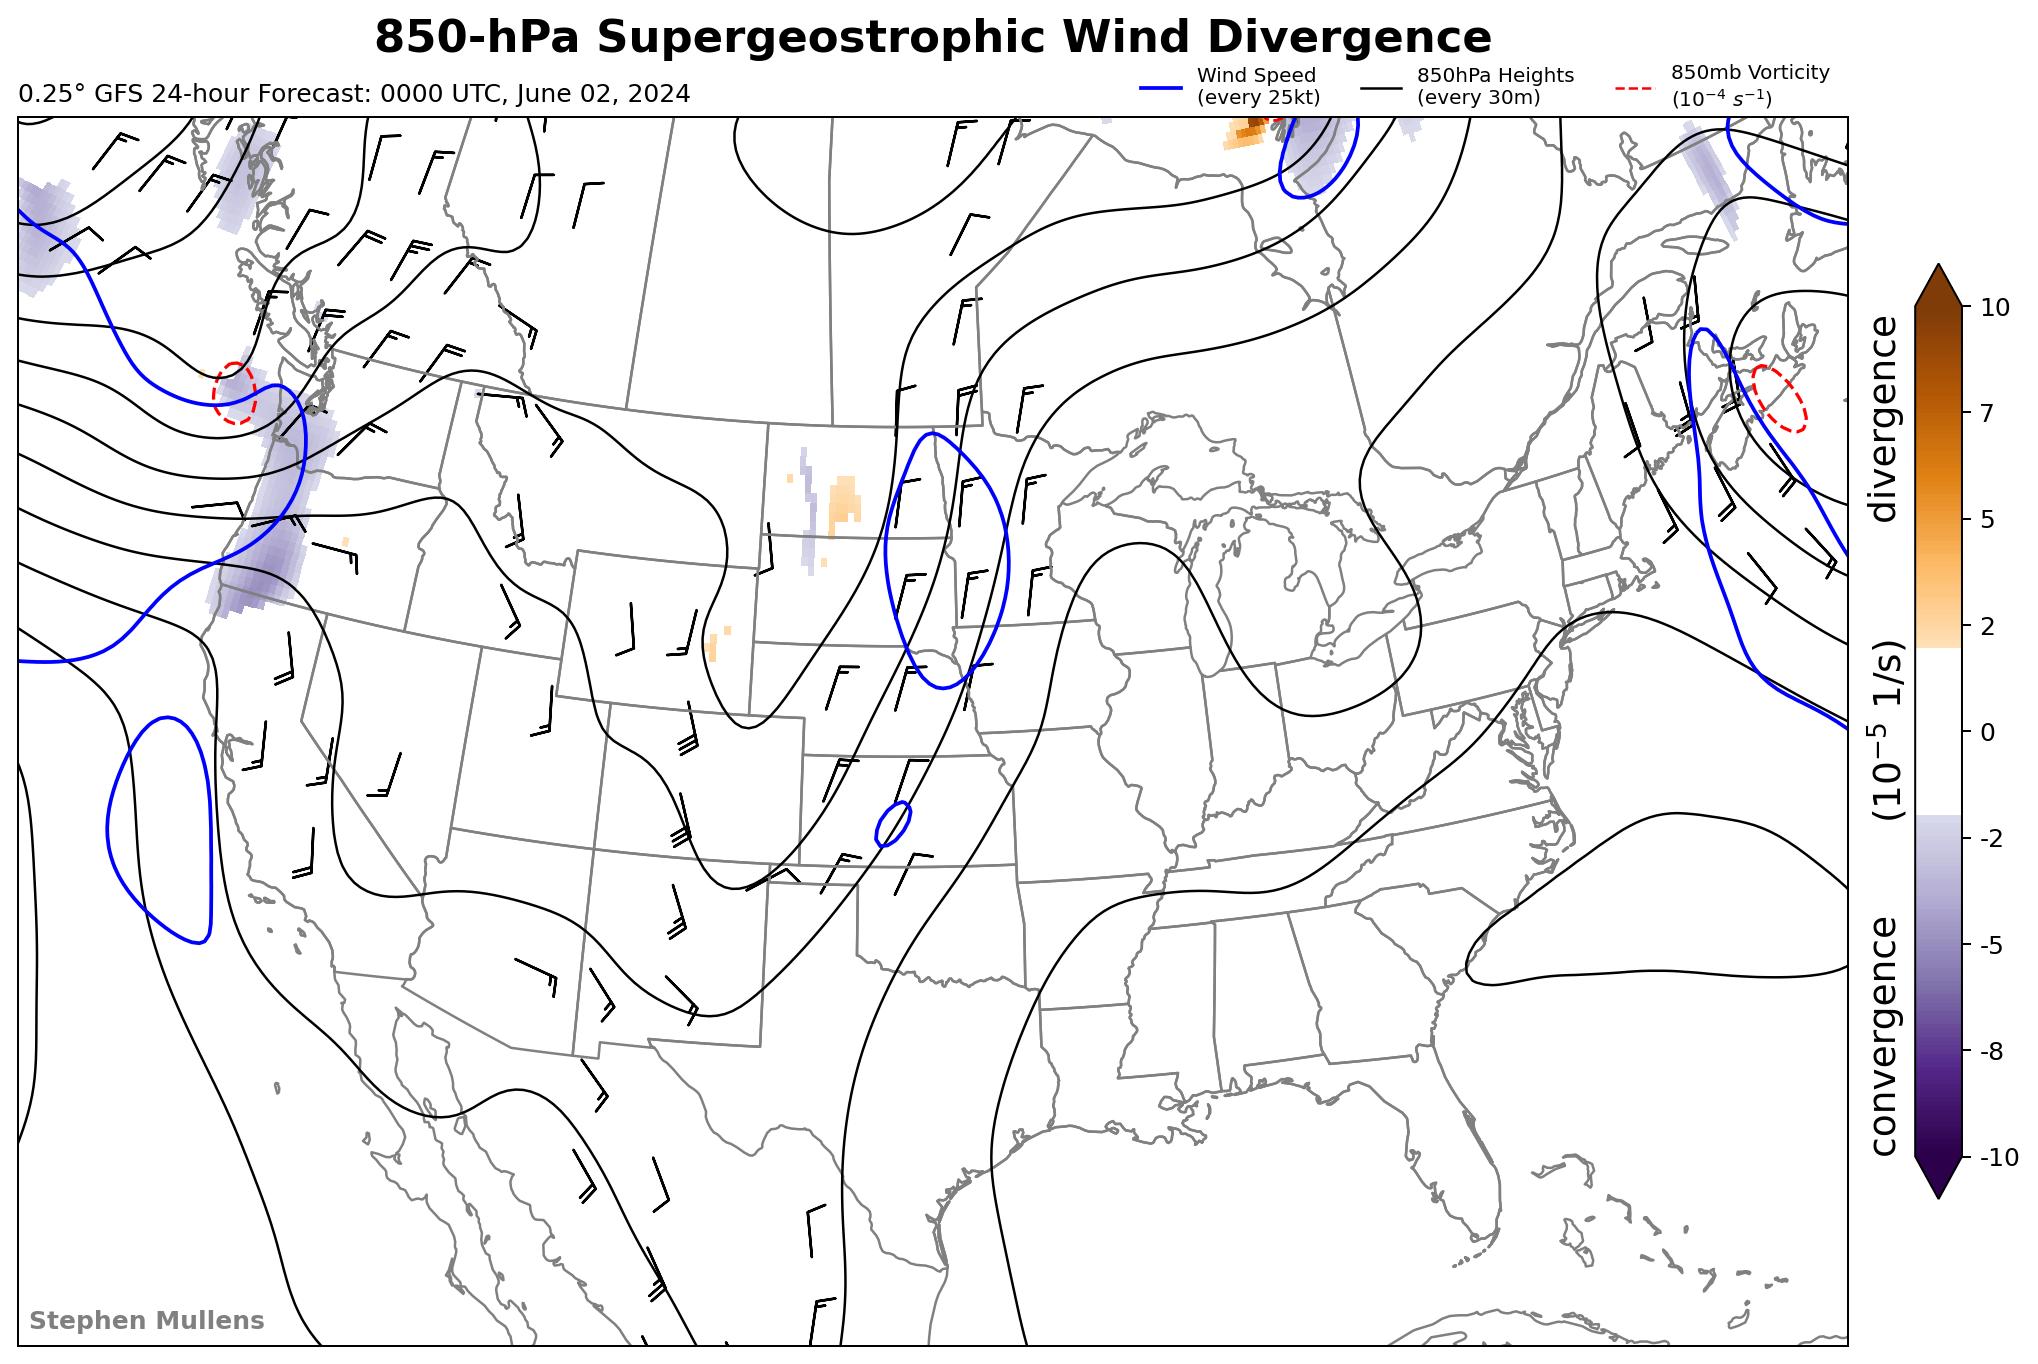 850-hPa Supergeostrophic Wind Divergence
0.25° GFS 24-hour Forecast: 0000 UTC, June 02, 2024
Wind Speed
(every 25kt)
850hPa Heights
(every 30m)
850mb Vorticity
(10⁻⁴ s⁻¹)
10
7
5
2
0
-2
-5
-8
-10
convergence (10⁻⁵ 1/s) divergence
Stephen Mullens